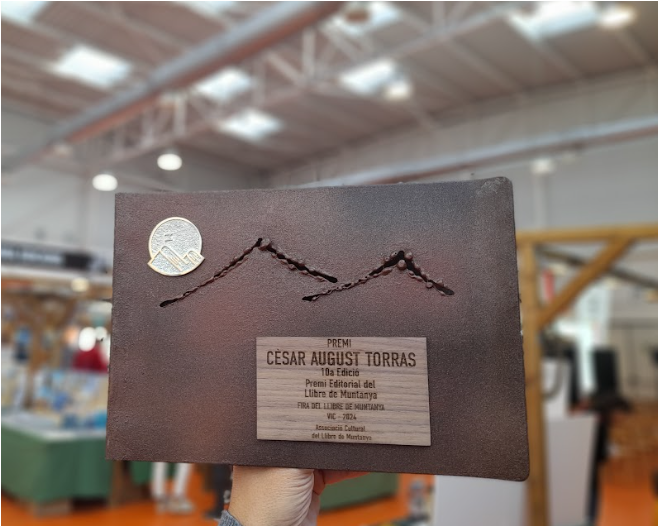 PREMI
CÈSAR AUGUST TORRAS
10a Edició
Premi Editorial del
Llibre de Muntanya
FIRA DEL LLIBRE DE MUNTANYA
VIC - 2024
Associació Cultural
del Llibre de Muntanya